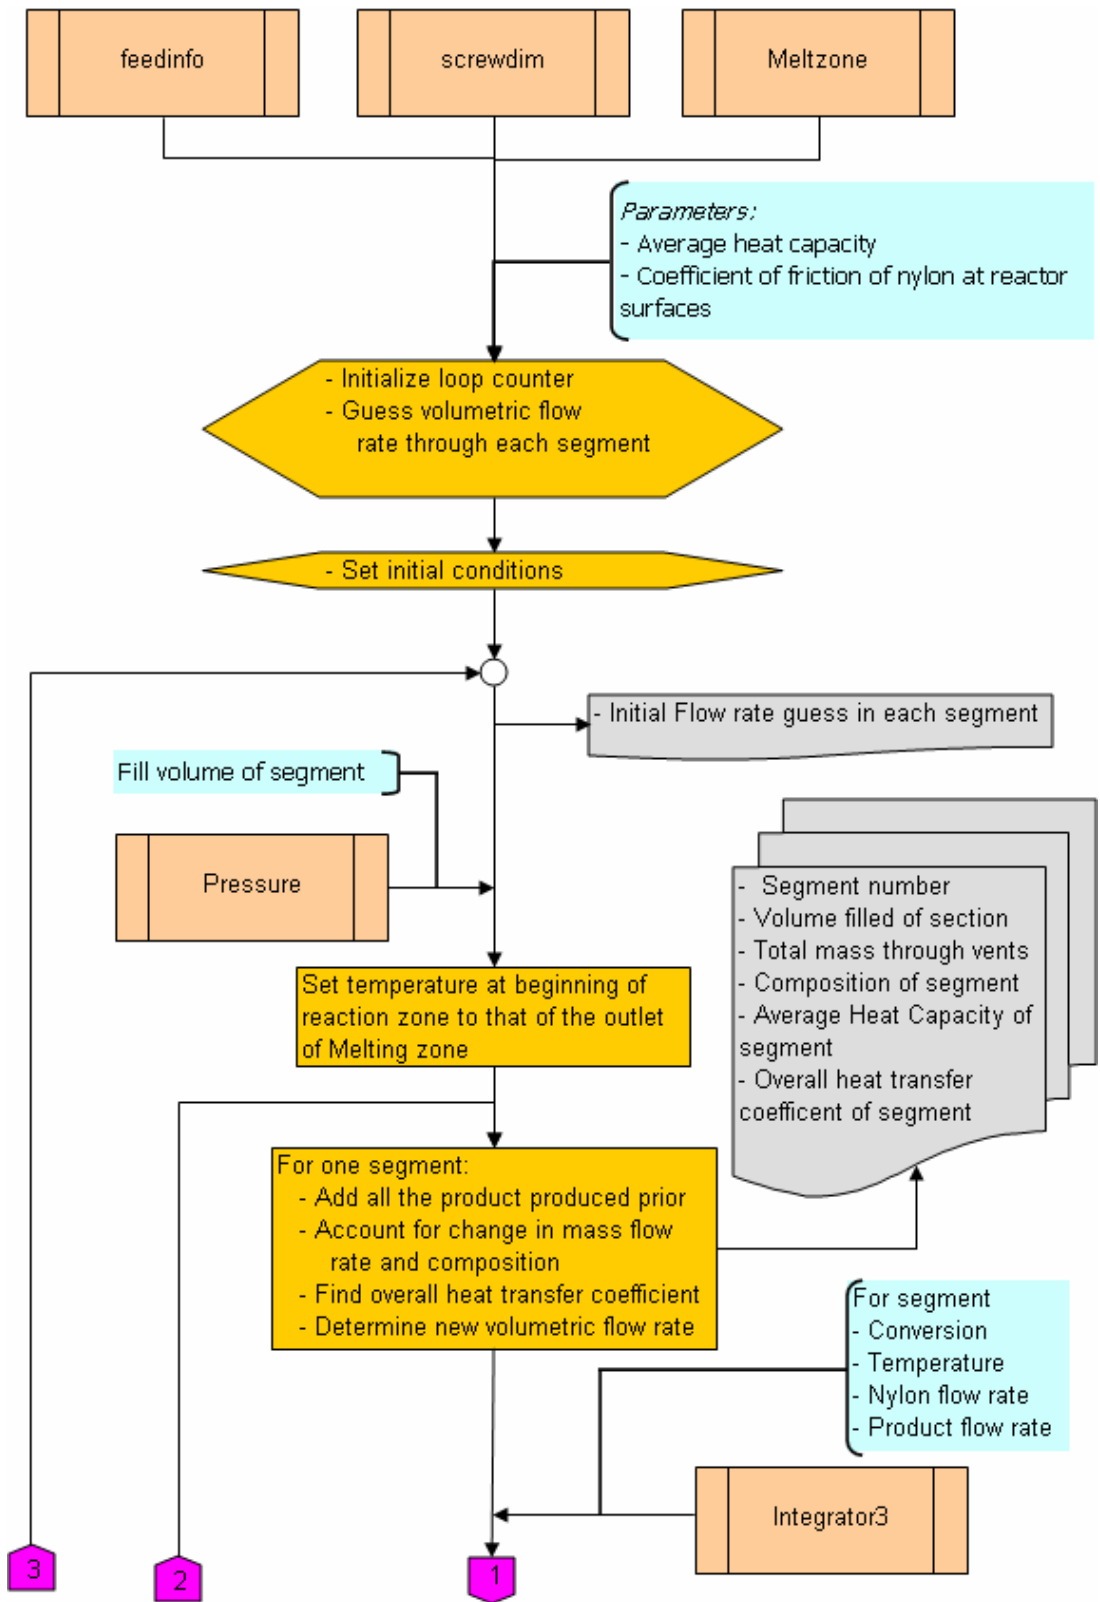 feedinfo
screwdim
Meltzone
Parameters:
- Average heat capacity
- Coefficient of friction of nylon at reactor
surfaces
- Initialize loop counter
- Guess volumetric flow
rate through each segment
- Set initial conditions
- Initial Flow rate guess in each segment
Fill volume of segment
Pressure
- Segment number
- Volume filled of section
- Total mass through vents
- Composition of segment
- Average Heat Capacity of
segment
- Overall heat transfer
coefficent of segment
Set temperature at beginning of
reaction zone to that of the outlet
of Melting zone
For one segment:
- Add all the product produced prior
- Account for change in mass flow
rate and composition
- Find overall heat transfer coefficient
- Determine new volumetric flow rate
For segment
- Conversion
- Temperature
- Nylon flow rate
- Product flow rate
Integrator3
3
2
1